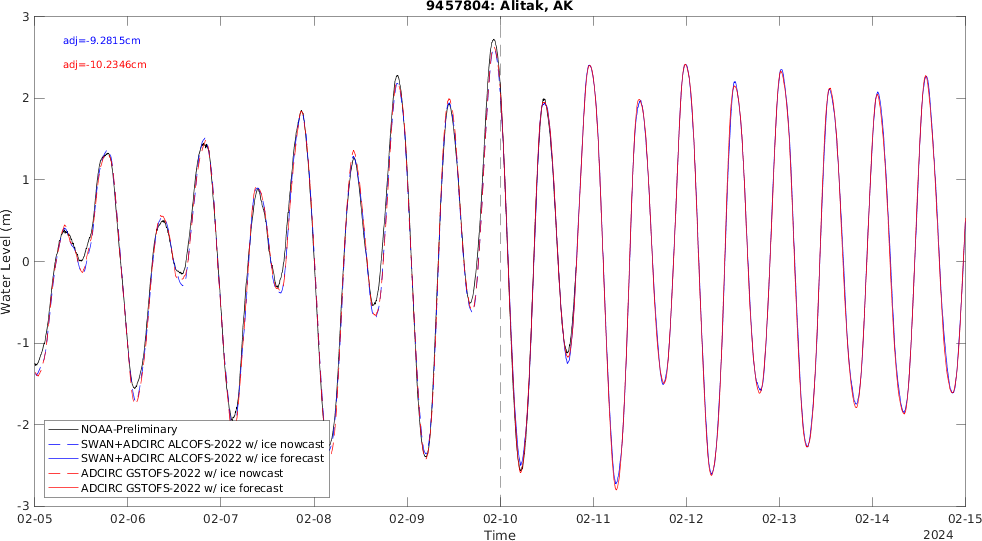 9457804: Alitak, AK
adj=-9.2815cm
adj=-10.2346cm
3
2
1
0
-1
-2
-3
Water Level (m)
NOAA-Preliminary
SWAN+ADCIRC ALCOFS-2022 w/ ice nowcast
SWAN+ADCIRC ALCOFS-2022 w/ ice forecast
ADCIRC GSTOFS-2022 w/ ice nowcast
ADCIRC GSTOFS-2022 w/ ice forecast
02-05 02-06 02-07 02-08 02-09 02-10 02-11 02-12 02-13 02-14 02-15
Time
2024